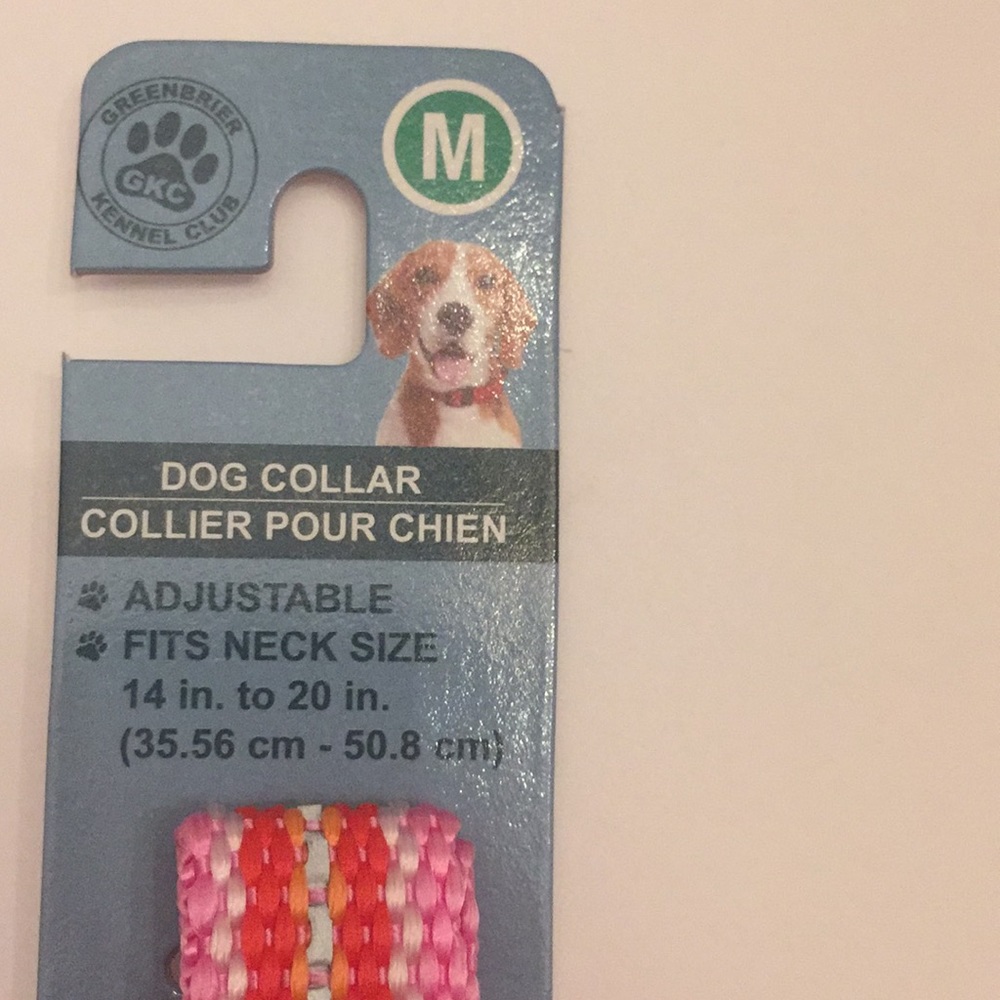 GREENBRIER
GKC
KENNEL CLUB
M
DOG COLLAR
COLLIER POUR CHIEN
ADJUSTABLE
FITS NECK SIZE
14 in. to 20 in.
(35.56 cm - 50.8 cm)